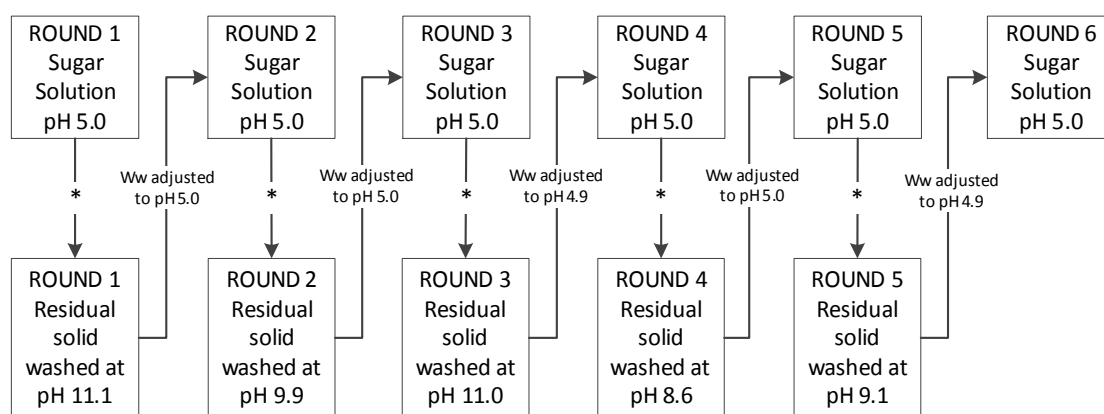 ROUND 1
Sugar
Solution
pH 5.0
ROUND 2
Sugar
Solution
pH 5.0
ROUND 3
Sugar
Solution
pH 5.0
ROUND 4
Sugar
Solution
pH 5.0
ROUND 5
Sugar
Solution
pH 5.0
ROUND 6
Sugar
Solution
pH 5.0
*
Ww adjusted
to pH 5.0
*
Ww adjusted
to pH 5.0
*
Ww adjusted
to pH 4.9
*
Ww adjusted
to pH 5.0
*
Ww adjusted
to pH 4.9
ROUND 1
Residual
solid
washed at
pH 11.1
ROUND 2
Residual
solid
washed at
pH 9.9
ROUND 3
Residual
solid
washed at
pH 11.0
ROUND 4
Residual
solid
washed at
pH 8.6
ROUND 5
Residual
solid
washed at
pH 9.1